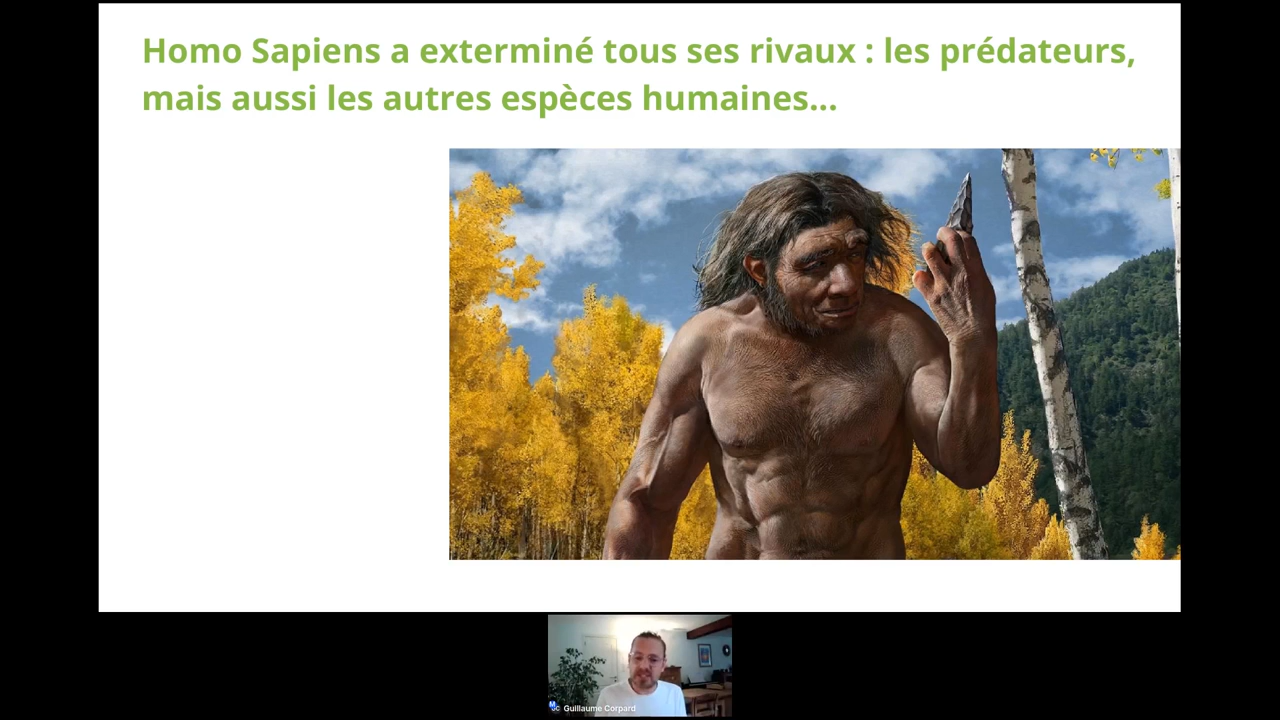 Homo Sapiens a exterminé tous ses rivaux : les prédateurs,
mais aussi les autres espèces humaines...
Guillaume Corpard